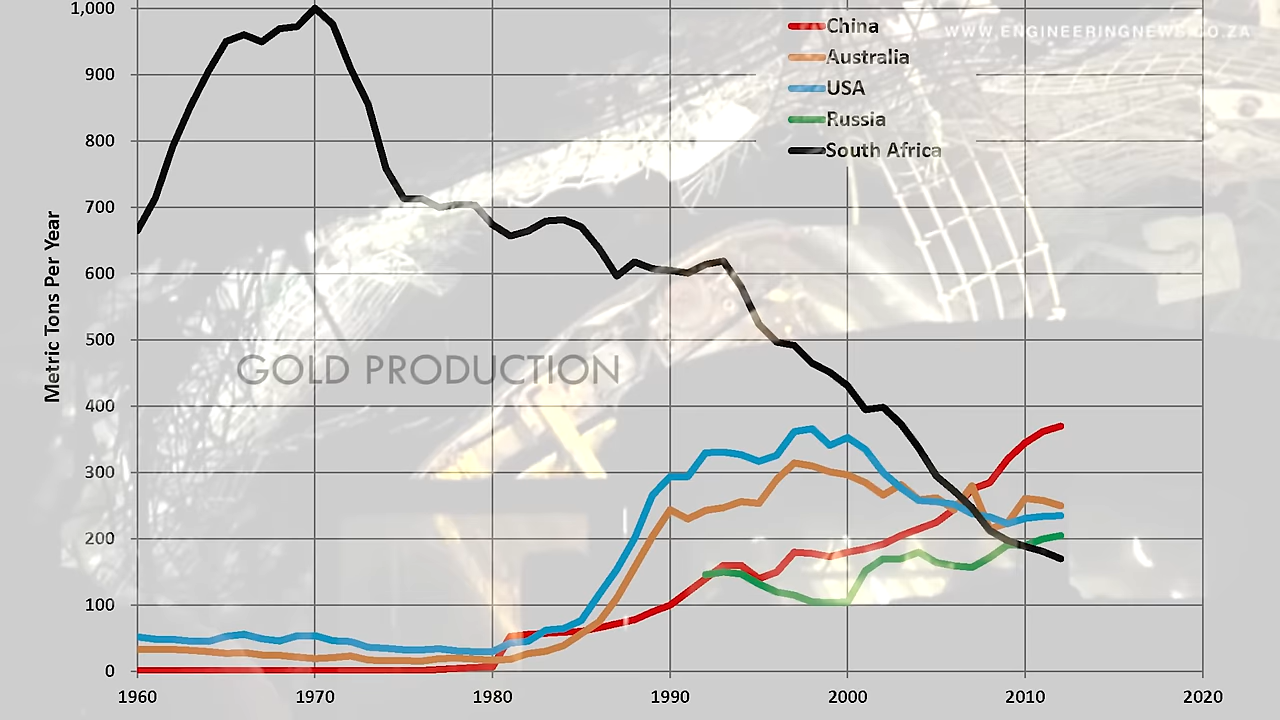 1,000
China
WWW.ENGINEERINGNEWS.CO.ZA
Australia
900
USA
Russia
800
South Africa
700
600
500
GOLD PRODUCTION
400
300
200
100
0
Metric Tons Per Year
1960 1970 1980 1990 2000 2010 2020